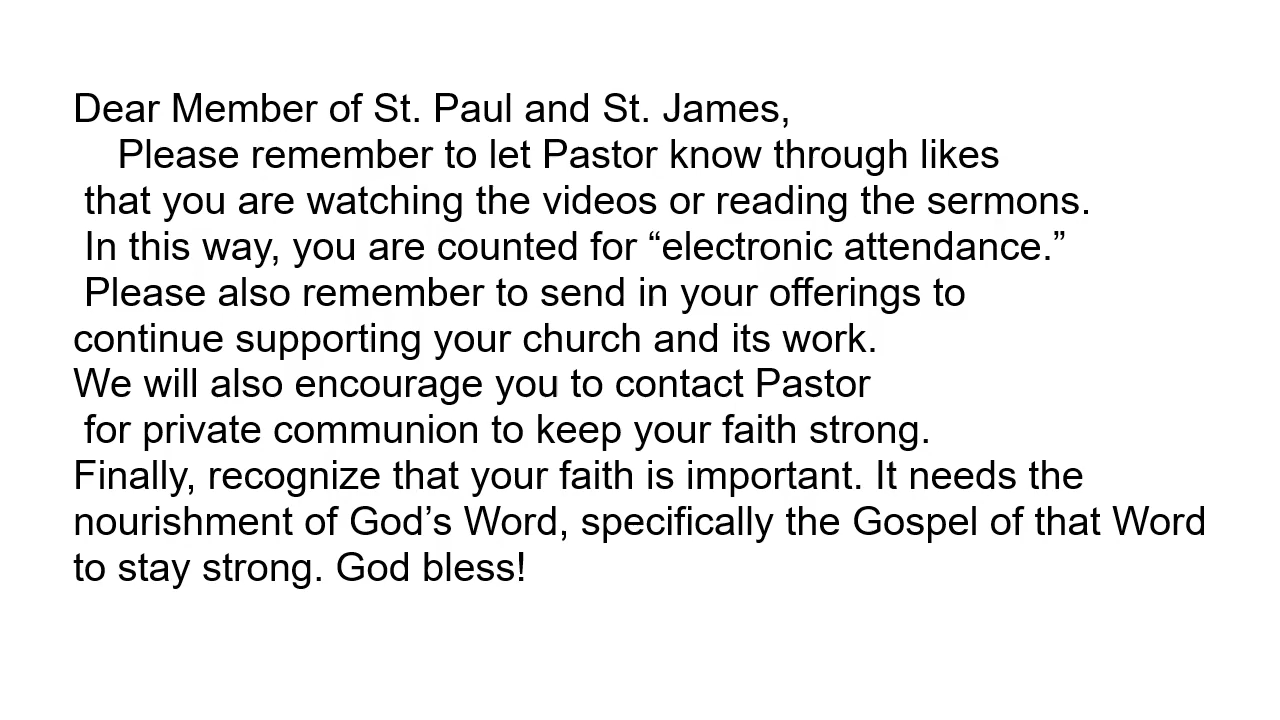 Dear Member of St. Paul and St. James,
Please remember to let Pastor know through likes
that you are watching the videos or reading the sermons.
In this way, you are counted for “electronic attendance.”
Please also remember to send in your offerings to
continue supporting your church and its work.
We will also encourage you to contact Pastor
for private communion to keep your faith strong.
Finally, recognize that your faith is important. It needs the
nourishment of God’s Word, specifically the Gospel of that Word
to stay strong. God bless!